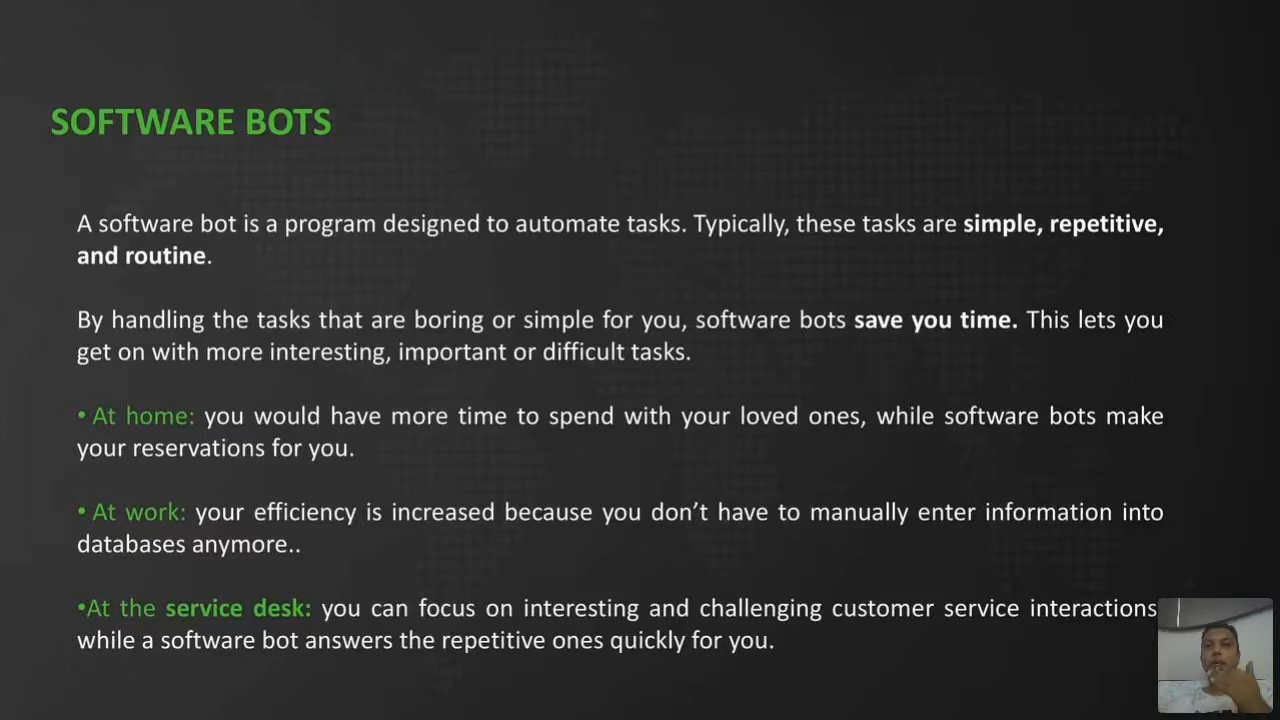 SOFTWARE BOTS
A software bot is a program designed to automate tasks. Typically, these tasks are simple, repetitive,
and routine.
By handling the tasks that are boring or simple for you, software bots save you time. This lets you
get on with more interesting, important or difficult tasks.
• At home: you would have more time to spend with your loved ones, while software bots make
your reservations for you.
• At work: your efficiency is increased because you don’t have to manually enter information into
databases anymore..
•At the service desk: you can focus on interesting and challenging customer service interactions
while a software bot answers the repetitive ones quickly for you.